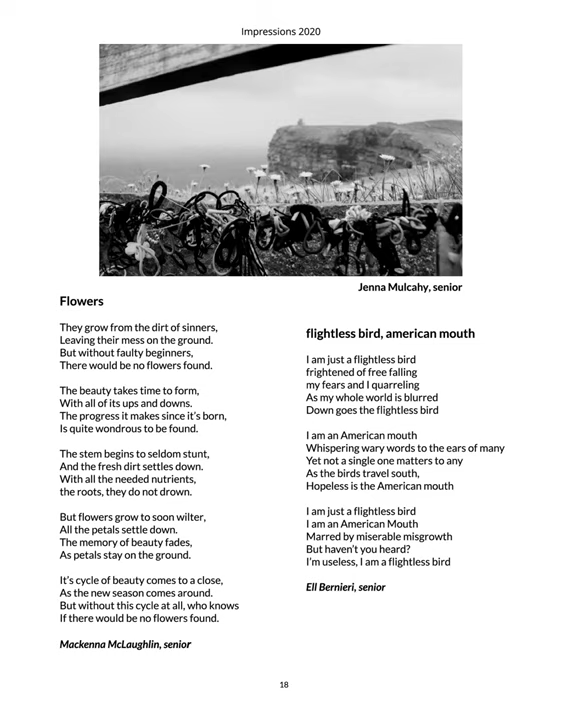 Impressions 2020
Jenna Mulcahy, senior
Flowers
They grow from the dirt of sinners,
Leaving their mess on the ground.
But without faulty beginners,
There would be no flowers found.
The beauty takes time to form,
With all of its ups and downs.
The progress it makes since it's born,
Is quite wondrous to be found.
The stem begins to seldom stunt,
And the fresh dirt settles down.
With all the needed nutrients,
the roots, they do not drown.
But flowers grow to soon wilter,
All the petals settle down.
The memory of beauty fades,
As petals stay on the ground.
It's cycle of beauty comes to a close,
As the new season comes around.
But without this cycle at all, who knows
If there would be no flowers found.
Mackenna McLaughlin, senior
flightless bird, american mouth
I am just a flightless bird
frightened of free falling
my fears and I quarreling
As my whole world is blurred
Down goes the flightless bird
I am an American mouth
Whispering wary words to the ears of many
Yet not a single one matters to any
As the birds travel south,
Hopeless is the American mouth
I am just a flightless bird
I am an American Mouth
Marred by miserable misgrowth
But haven't you heard?
I'm useless, I am a flightless bird
Ell Bernieri, senior
18